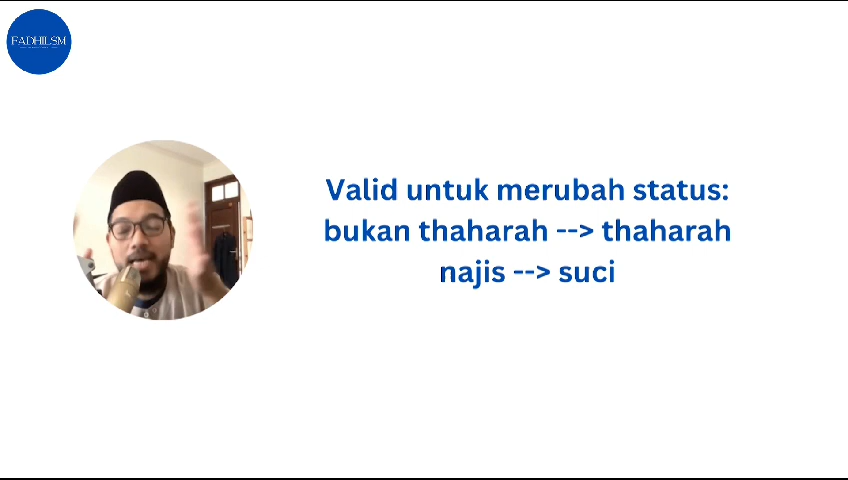 FADHILSM
Valid untuk merubah status:
bukan thaharah --> thaharah
najis --> suci